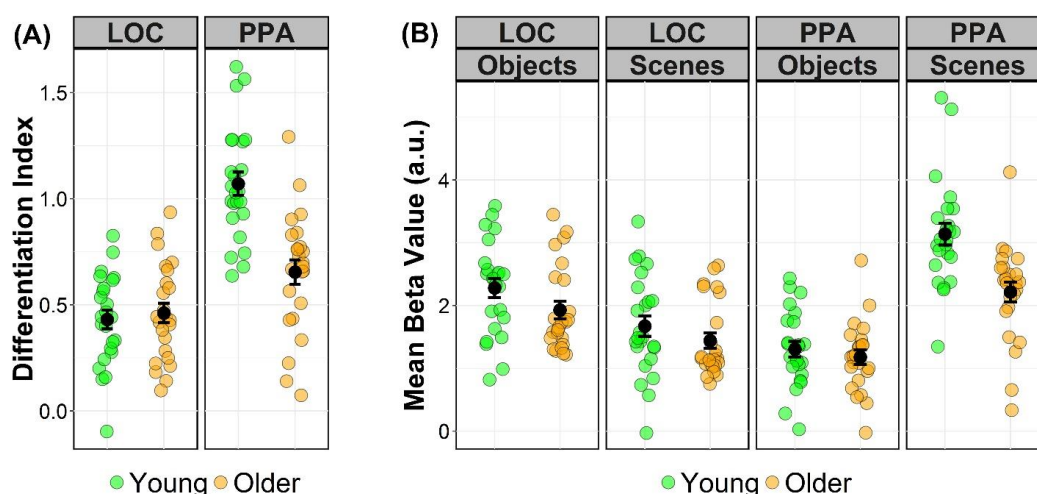 (A)
LOC PPA
Differentiation Index
1.5
1.0
0.5
0.0
Young Older
(B)
LOC LOC PPA PPA
Objects Scenes Objects Scenes
Mean Beta Value (a.u.)
4
2
0
Young Older